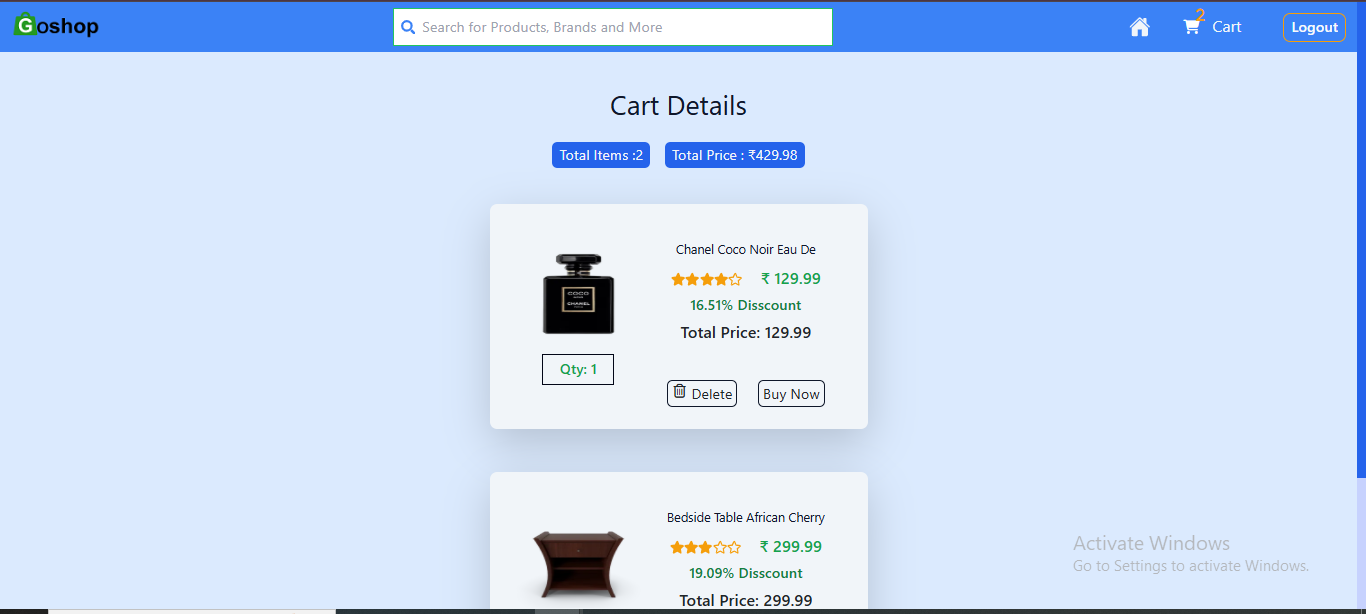 Goshop
Search for Products, Brands and More
2
Cart
Logout
Cart Details
Total Items :2
Total Price : ₹429.98
Chanel Coco Noir Eau De
₹ 129.99
16.51% Disscount
Total Price: 129.99
COCO
NOIR
CHANEL
Qty: 1
Delete
Buy Now
Bedside Table African Cherry
₹ 299.99
19.09% Disscount
Total Price: 299.99
Activate Windows
Go to Settings to activate Windows.